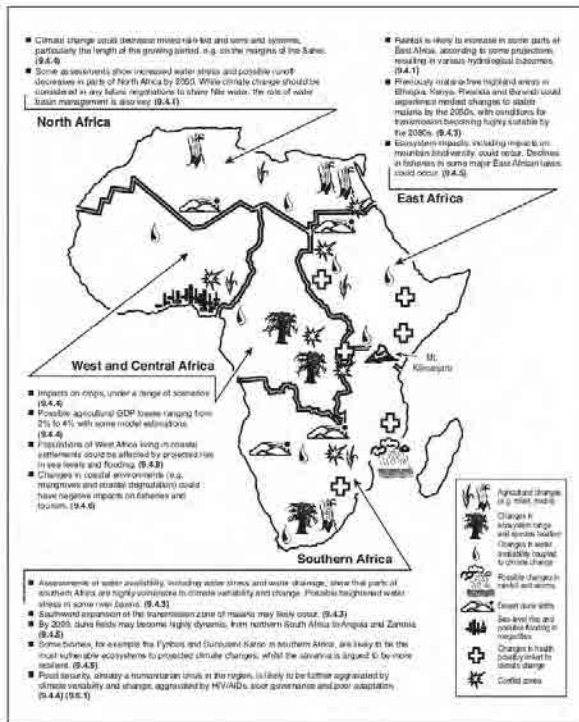 ■ Climate change could decrease mixed rain-fed and semi-arid systems,
particularly the length of the growing period, e.g. on the margins of the Sahel.
(9.4.4)
■ Some assessments show increased water stress and possible runoff
decreases in parts of North Africa by 2050. While climate change should be
considered in any future negotiations to share Nile water, the role of water
basin management is also key. (9.4.1)
North Africa
■ Rainfall is likely to increase in some parts of
East Africa, according to some projections,
resulting in various hydrological outcomes.
(9.4.1)
■ Previously malaria-free highland areas in
Ethiopia, Kenya, Rwanda and Burundi could
experience modest changes to stable
malaria by the 2050s, with conditions for
transmission becoming highly suitable by
the 2080s. (9.4.3)
■ Ecosystem impacts, including impacts on
mountain biodiversity, could occur. Declines
in fisheries in some major East African lakes
could occur. (9.4.5)
East Africa
Mt.
Kilimanjaro
West and Central Africa
■ Impacts on crops, under a range of scenarios
(9.4.4)
■ Possible agricultural GDP losses ranging from
2% to 4% with some model estimations.
(9.4.4)
■ Populations of West Africa living in coastal
settlements could be affected by projected rise
in sea levels and flooding.
■ Changes in coastal environments (e.g.
mangroves and coastal degradation) could
have negative impacts on fisheries and
tourism. (9.4.6)
Southern Africa
■ Assessments of water availability, including water stress and water drainage, show that parts of
southern Africa are highly vulnerable to climate variability and change. Possible heightened water
stress in some river basins.
■ Southward expansion of the transmission zone of malaria may likely occur. (9.4.3)
■ By 2099, dune fields may become highly dynamic, from northern South Africa to Angola and Zambia.
(9.4.5)
■ Some biomes, for example the Fynbos and Succulent Karoo in southern Africa, are likely to be the
most vulnerable ecosystems to projected climate changes, whilst the savanna is argued to be more
resilient. (9.4.5)
■ Food security, already a humanitarian crisis in the region, is likely to be further aggravated by
climate variability and change, aggravated by HIV/AIDs, poor governance and poor adaptation.
(9.4.4) (9.6.1)
Agricultural changes
(e.g. millet, maize)
Changes in
ecosystem range
and species location
Changes in water
availability coupled
to climate change
Possible changes in
rainfall and storms
Desert dune shifts
Sea-level rise and
possible flooding in
megacities
Changes in health
possibly linked to
climate change
Conflict zones